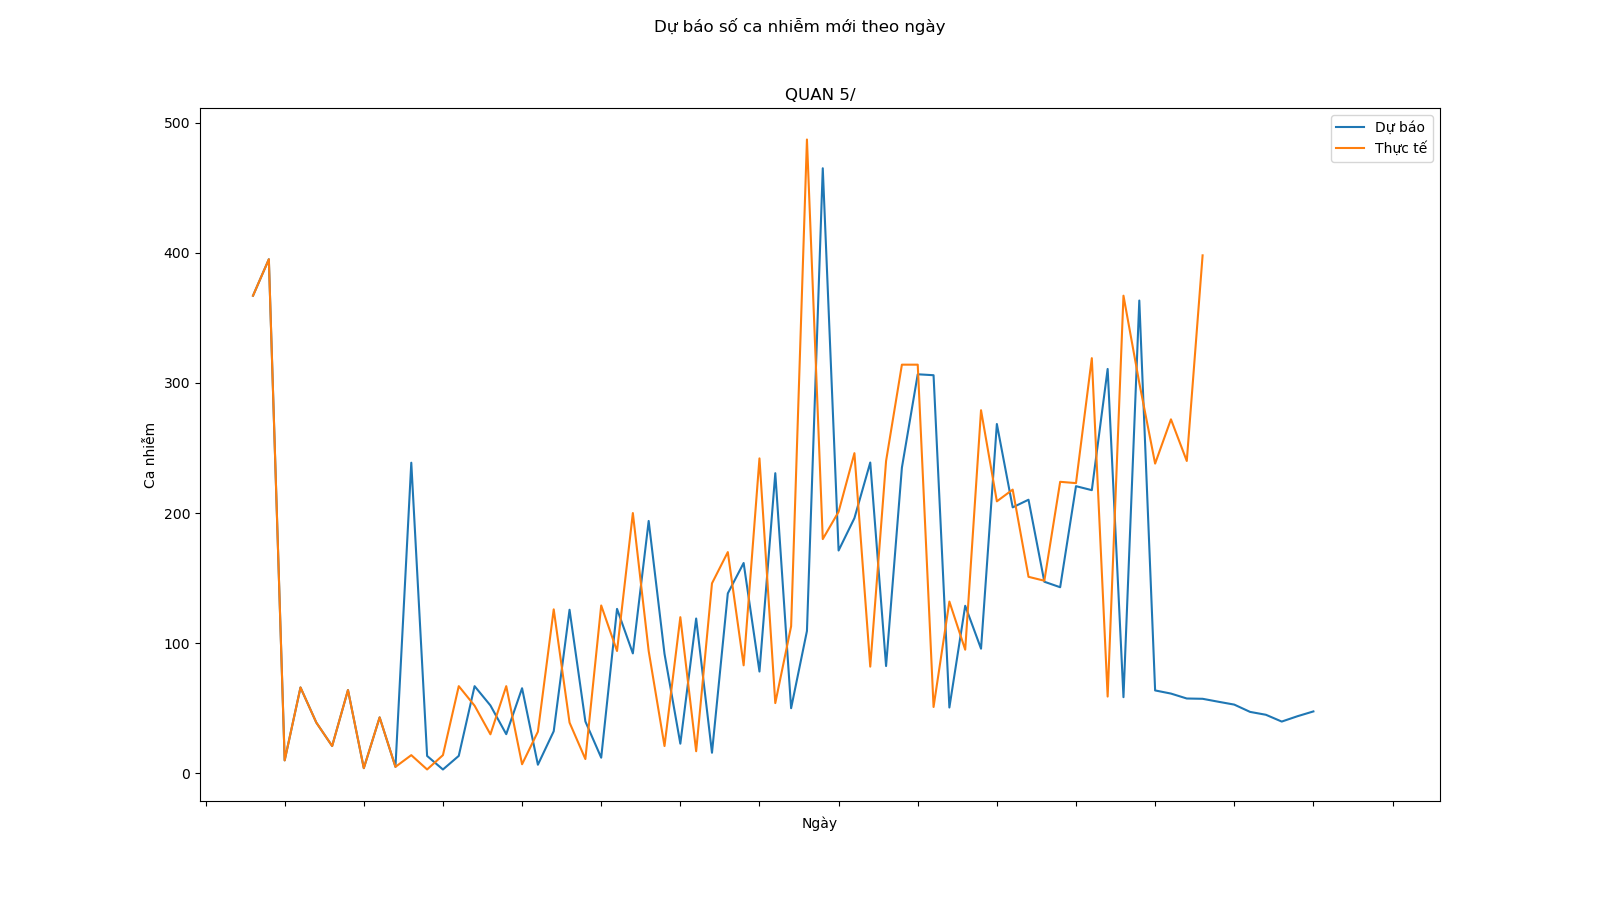 Dự báo số ca nhiễm mới theo ngày
QUAN 5/
500
400
300
200
100
0
Ca nhiễm
Ngày
Dự báo
Thực tế